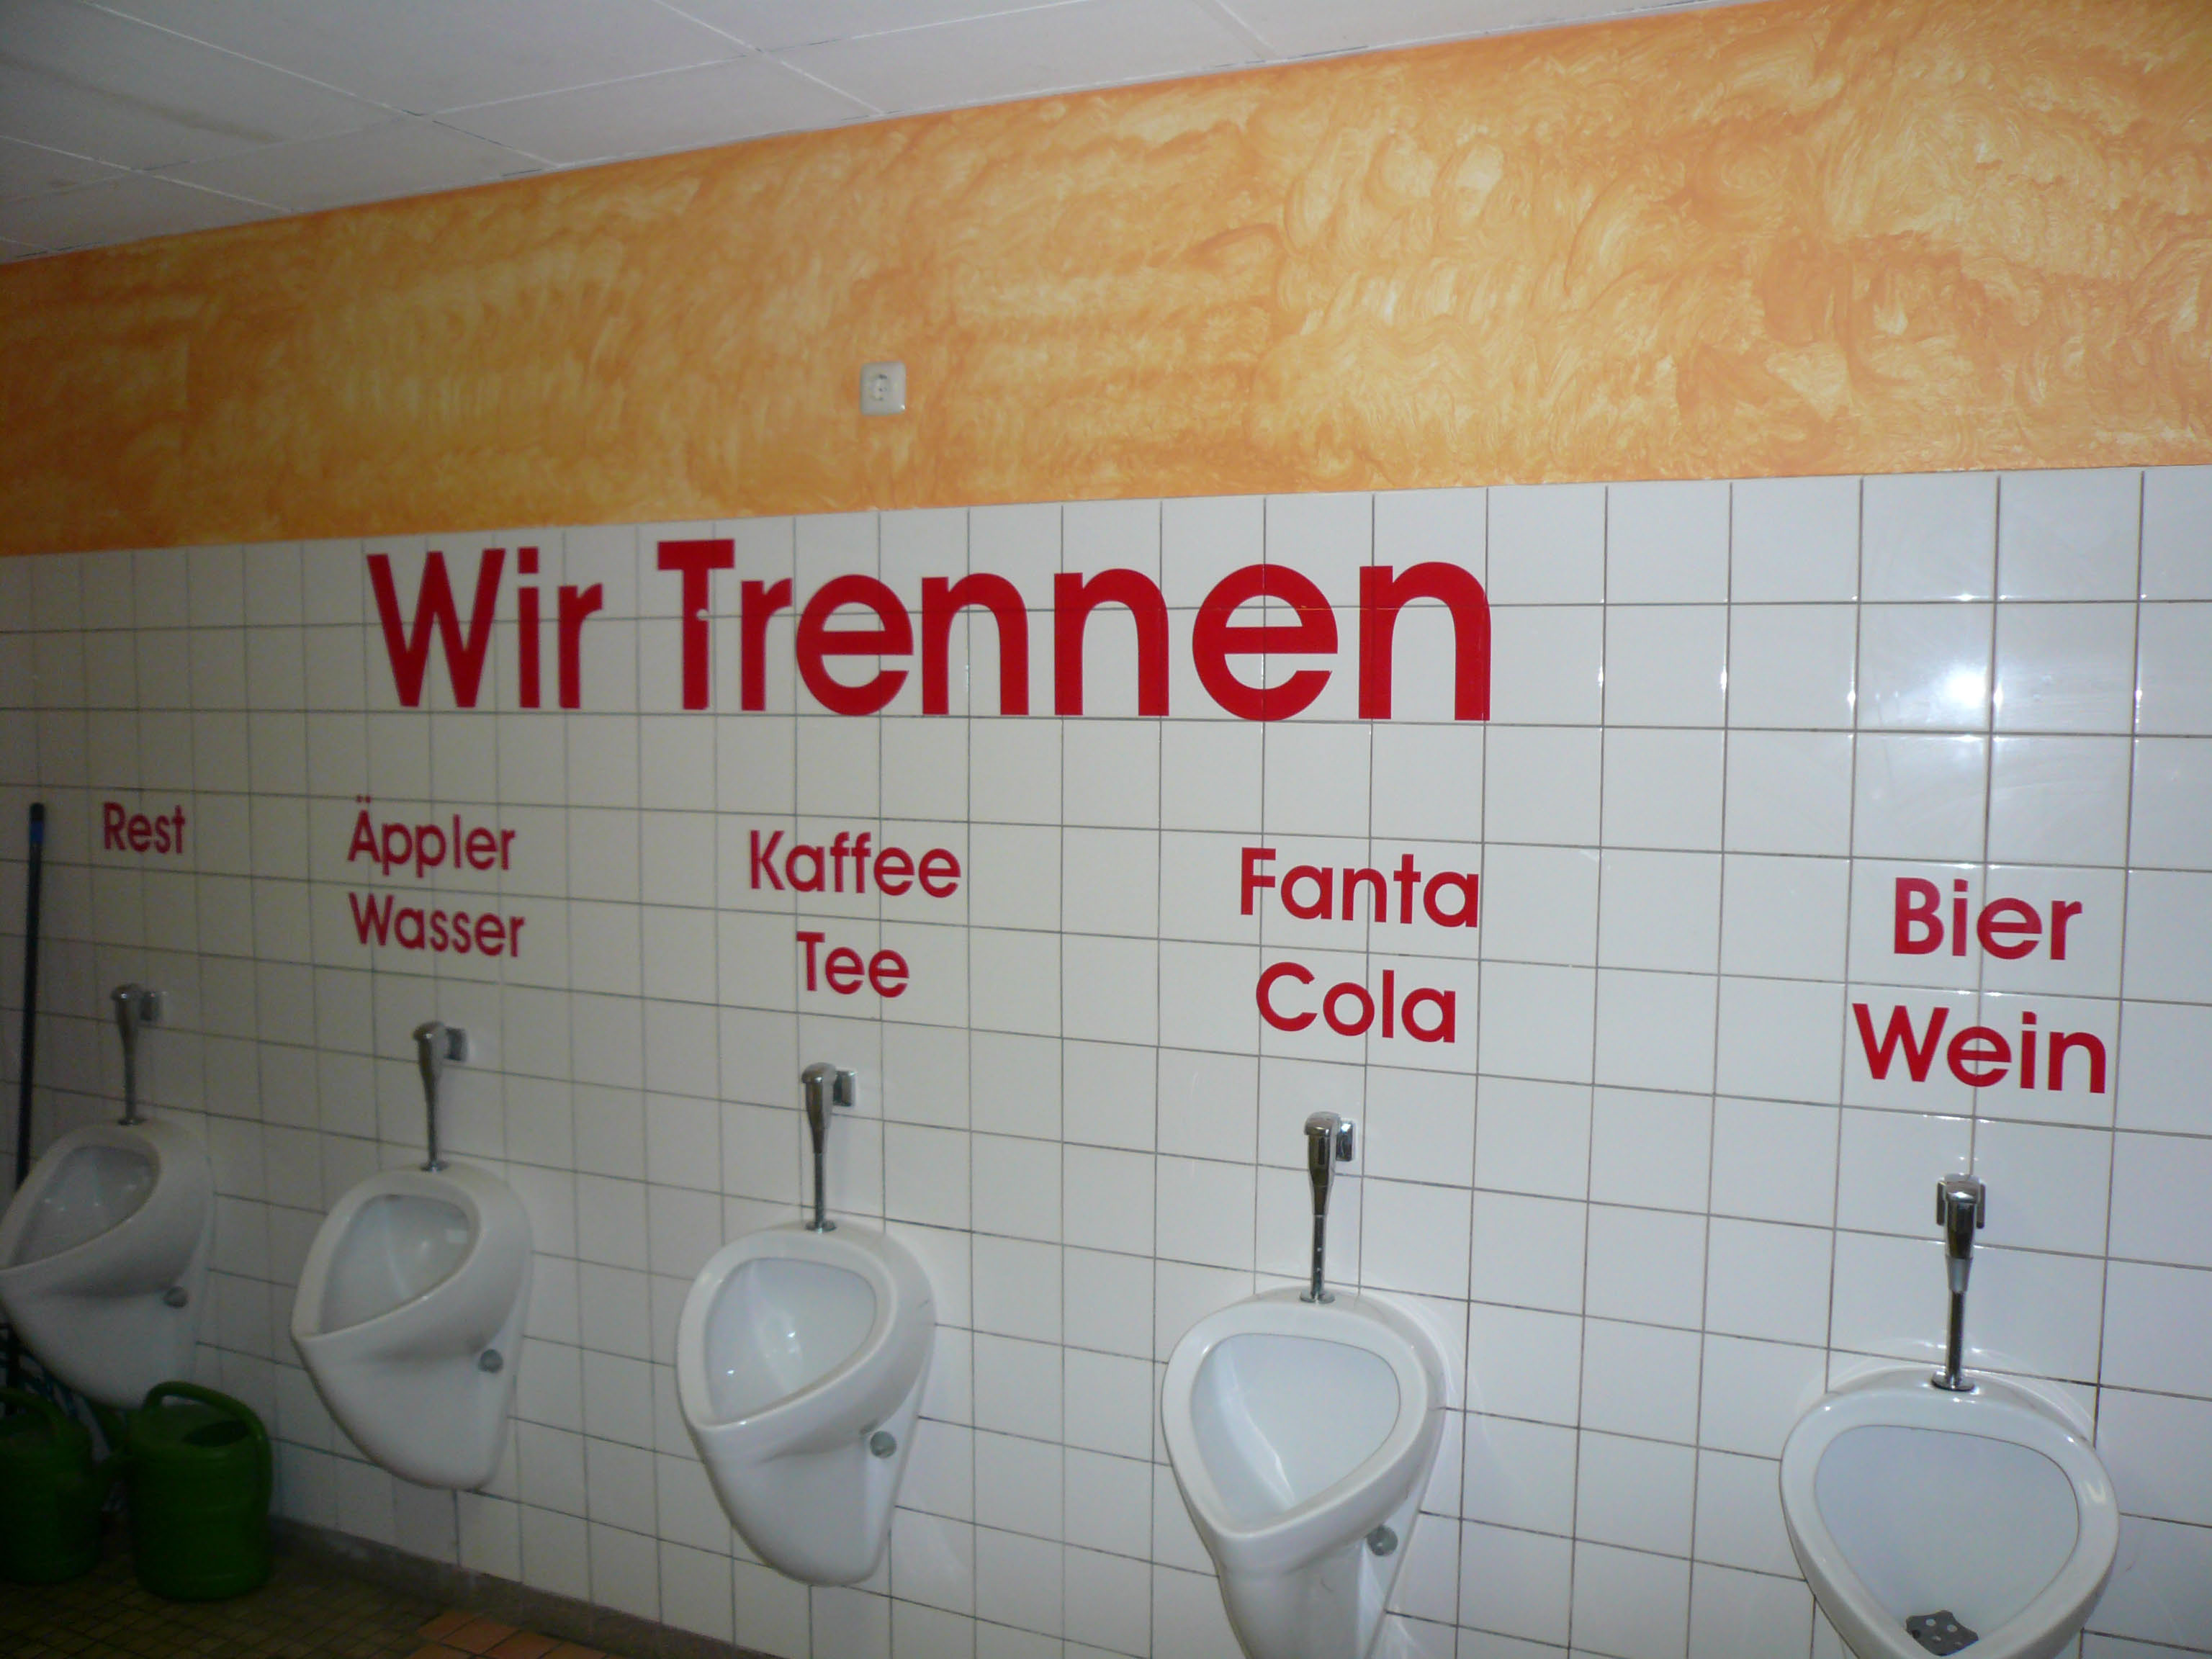 Wir Trennen
Rest
Äppler
Wasser
Kaffee
Tee
Fanta
Cola
Bier
Wein